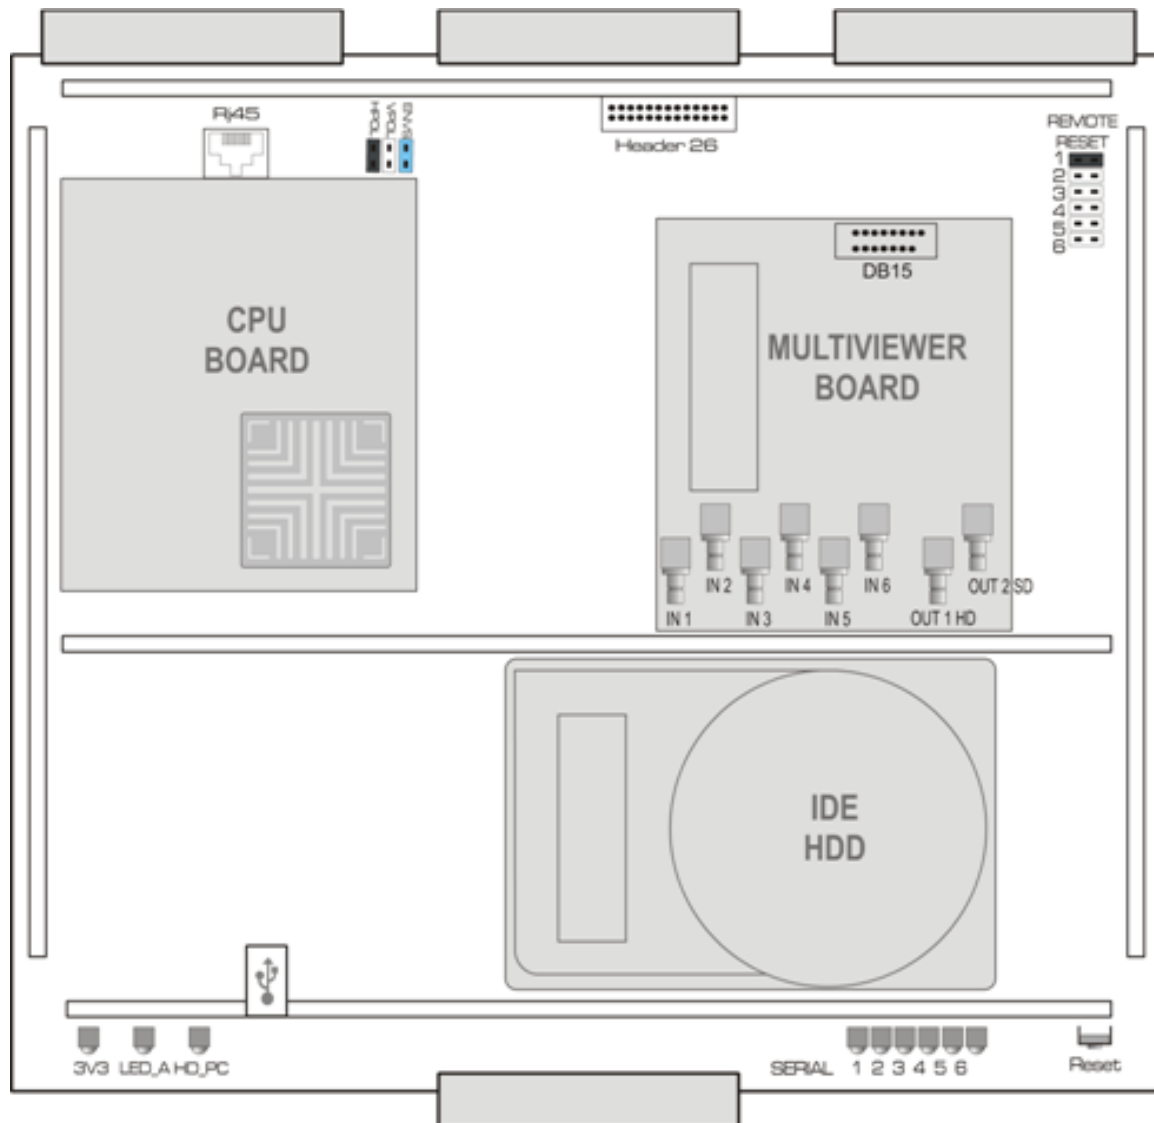 Rj45
HPOL
VPOL
ENVS
Header 26
REMOTE
RESET
1
2
3
4
5
6
DB15
CPU
BOARD
MULTIVIEWER
BOARD
IN 2
IN 4
IN 6
OUT 2 SD
IN 1
IN 3
IN 5
OUT 1 HD
IDE
HDD
3V3 LED_A HD_PC
SERIAL 1 2 3 4 5 6
Reset